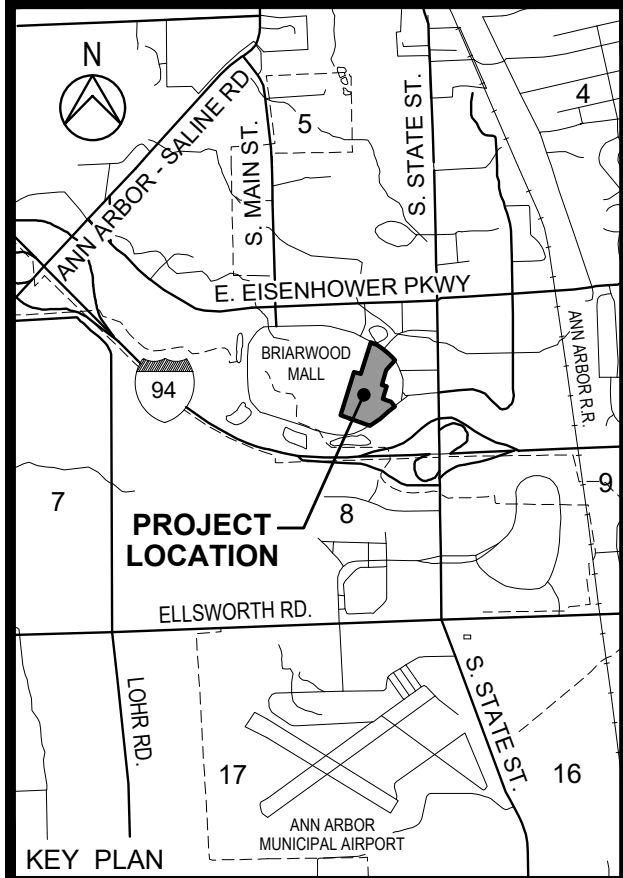 N
ANN ARBOR - SALINE RD.
S. MAIN ST.
5
S. STATE ST.
4
E. EISENHOWER PKWY
BRIARWOOD
MALL
ANN ARBOR R.R.
94
7
PROJECT
LOCATION
8
9
ELLSWORTH RD.
LOHR RD.
S. STATE ST.
17
16
ANN ARBOR
MUNICIPAL AIRPORT
KEY PLAN